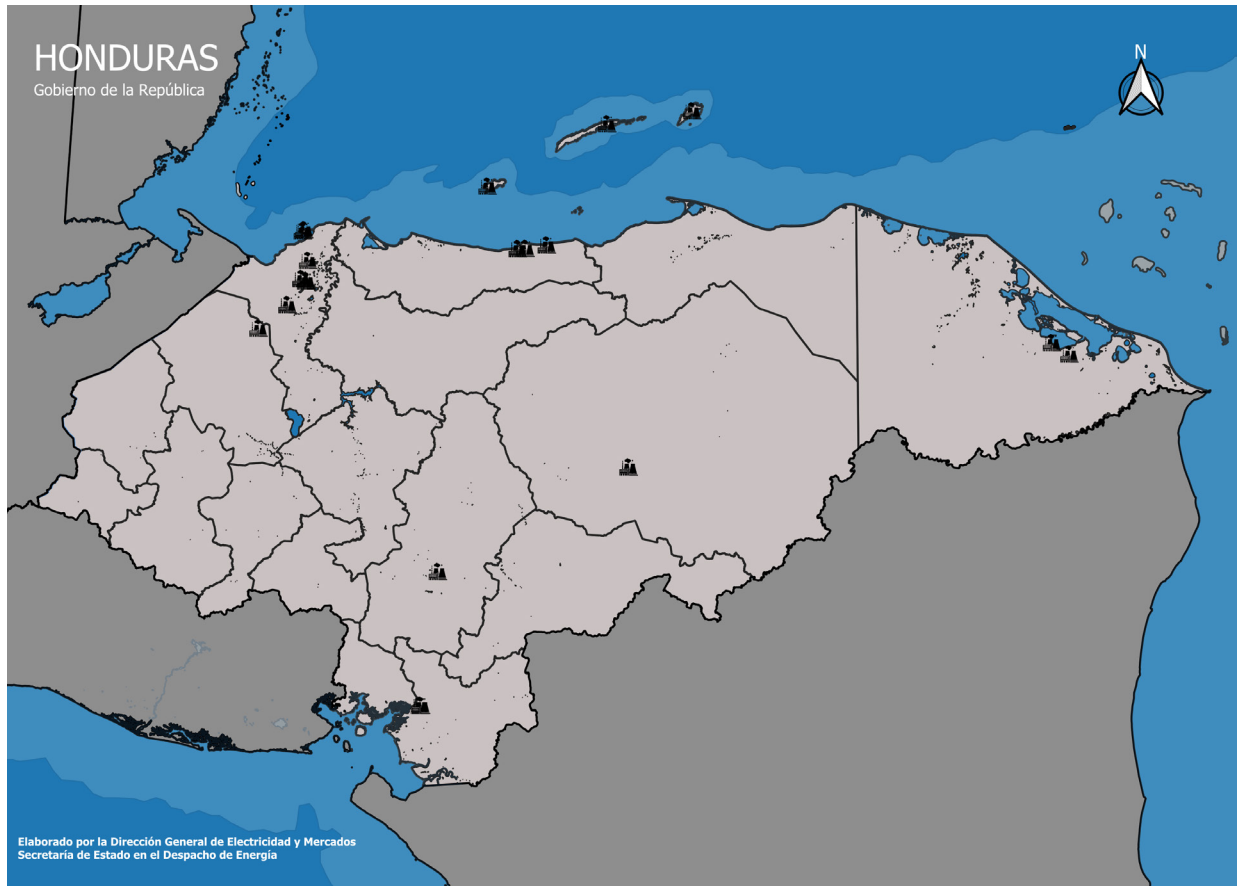 HONDURAS
Gobierno de la República
N
Elaborado por la Dirección General de Electricidad y Mercados
Secretaría de Estado en el Despacho de Energía